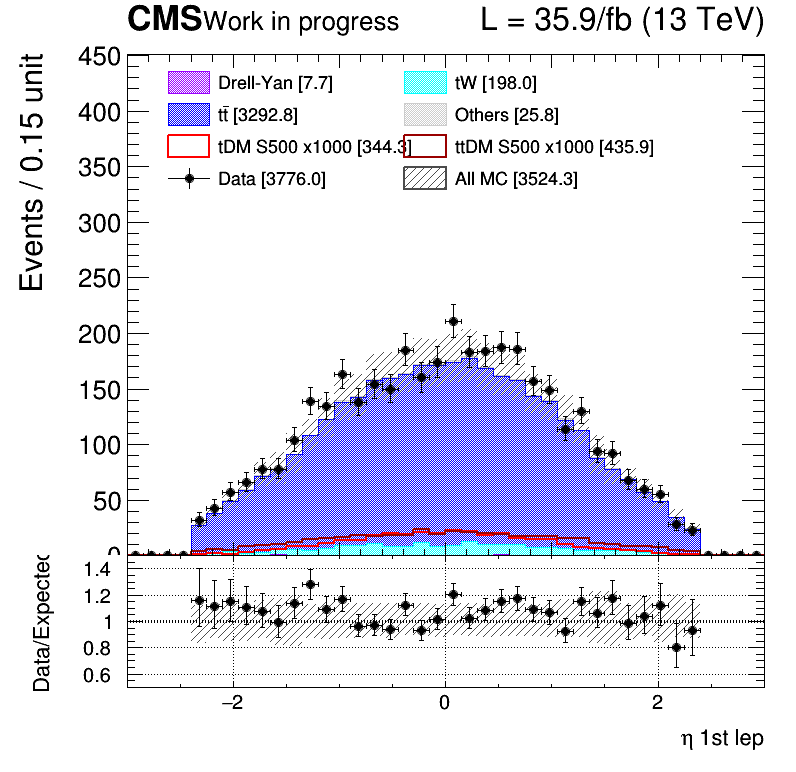 CMS Work in progress L = 35.9/fb (13 TeV)
Events / 0.15 unit
450
400
350
300
250
200
150
100
50
0
Drell-Yan [7.7] tW [198.0]
tt̄ [3292.8] Others [25.8]
tDM S500 x1000 [344.3] ttDM S500 x1000 [435.9]
Data [3776.0] All MC [3524.3]
Data/Expected
1.4
1.2
1
0.8
0.6
−2 0 2
η 1st lep